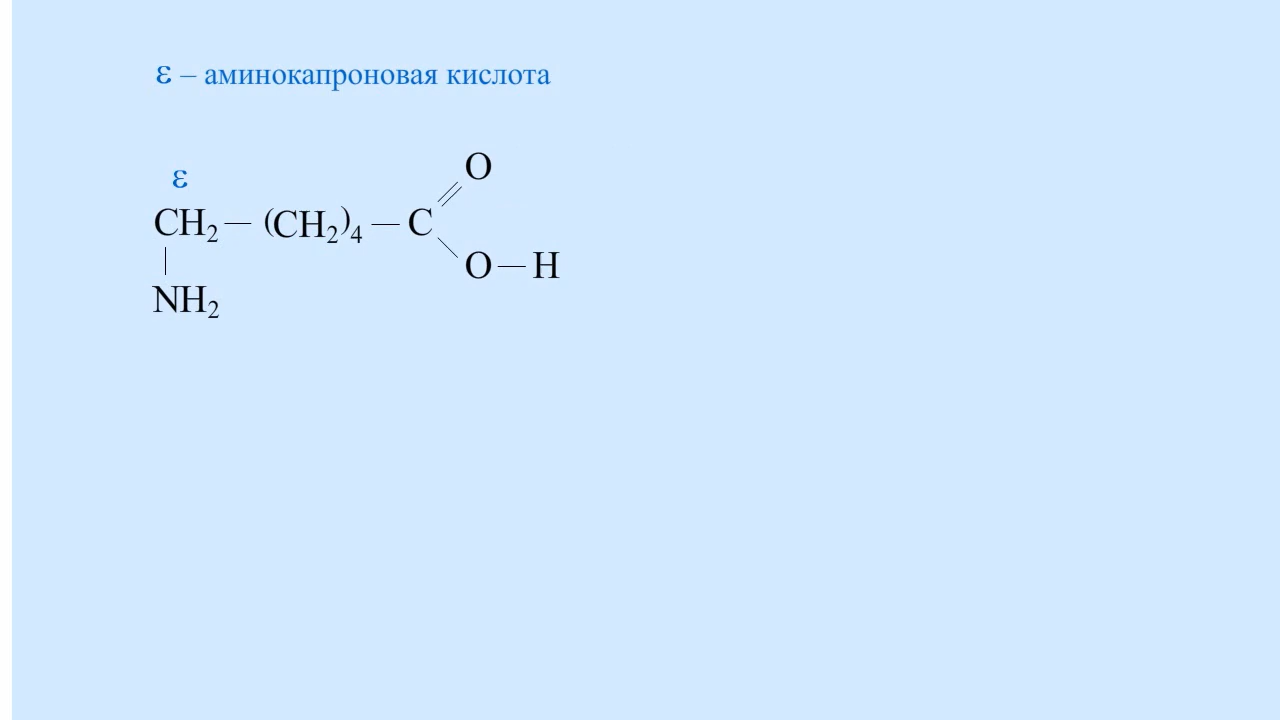 ε – аминокапроновая кислота
ε
O
CH₂ — (CH₂)₄ — C
O — H
NH₂